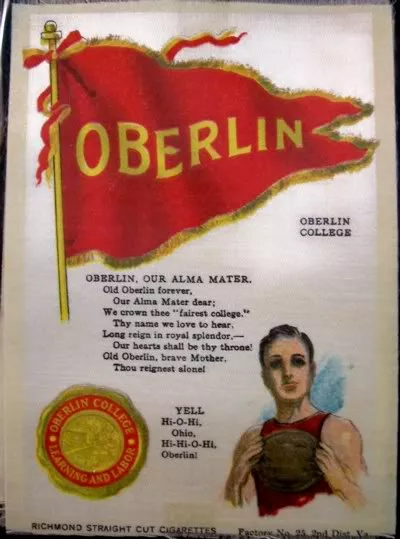 OBERLIN
OBERLIN
COLLEGE
OBERLIN, OUR ALMA MATER.
Old Oberlin forever,
Our Alma Mater dear;
We crown thee "fairest college."
Thy name we love to hear.
Long reign in royal splendor,—
Our hearts shall be thy throne!
Old Oberlin, brave Mother,
Thou reignest alone!
OBERLIN COLLEGE
LEARNING AND LABOR
YELL
Hi-O-Hi,
Ohio,
Hi-Hi-O-Hi,
Oberlin!
RICHMOND STRAIGHT CUT CIGARETTES
Factory No. 25, 2nd Dist. Va.